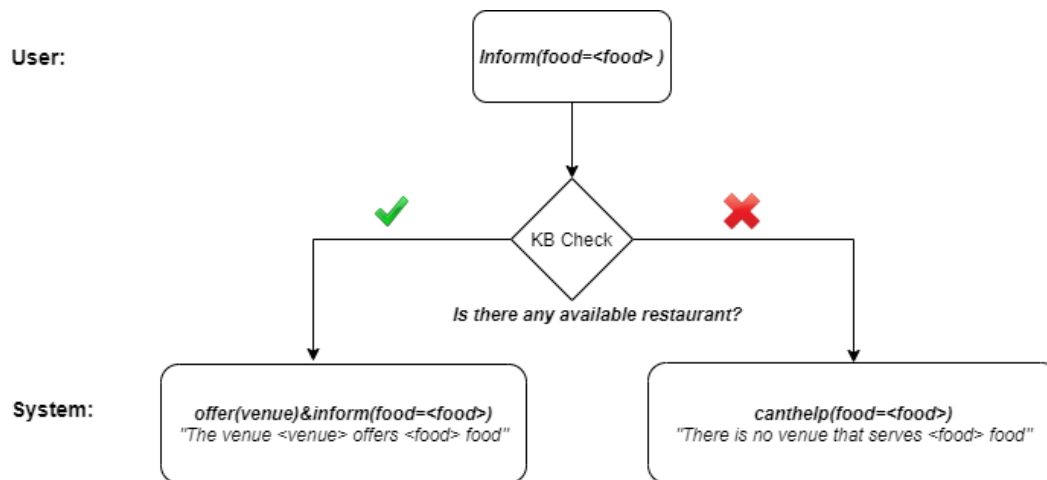 User:
Inform(food=<food> )
KB Check
Is there any available restaurant?
System:
offer(venue)&inform(food=<food>)
"The venue <venue> offers <food> food"
canthelp(food=<food>)
"There is no venue that serves <food> food"